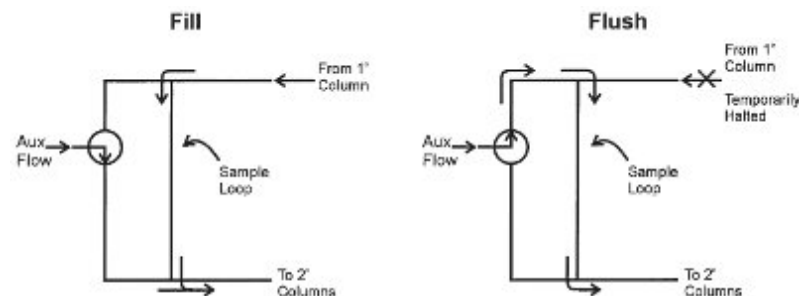 Fill
From 1°
Column
Aux
Flow
Sample
Loop
To 2°
Columns
Flush
From 1°
Column
Temporarily
Halted
Aux
Flow
Sample
Loop
To 2°
Columns